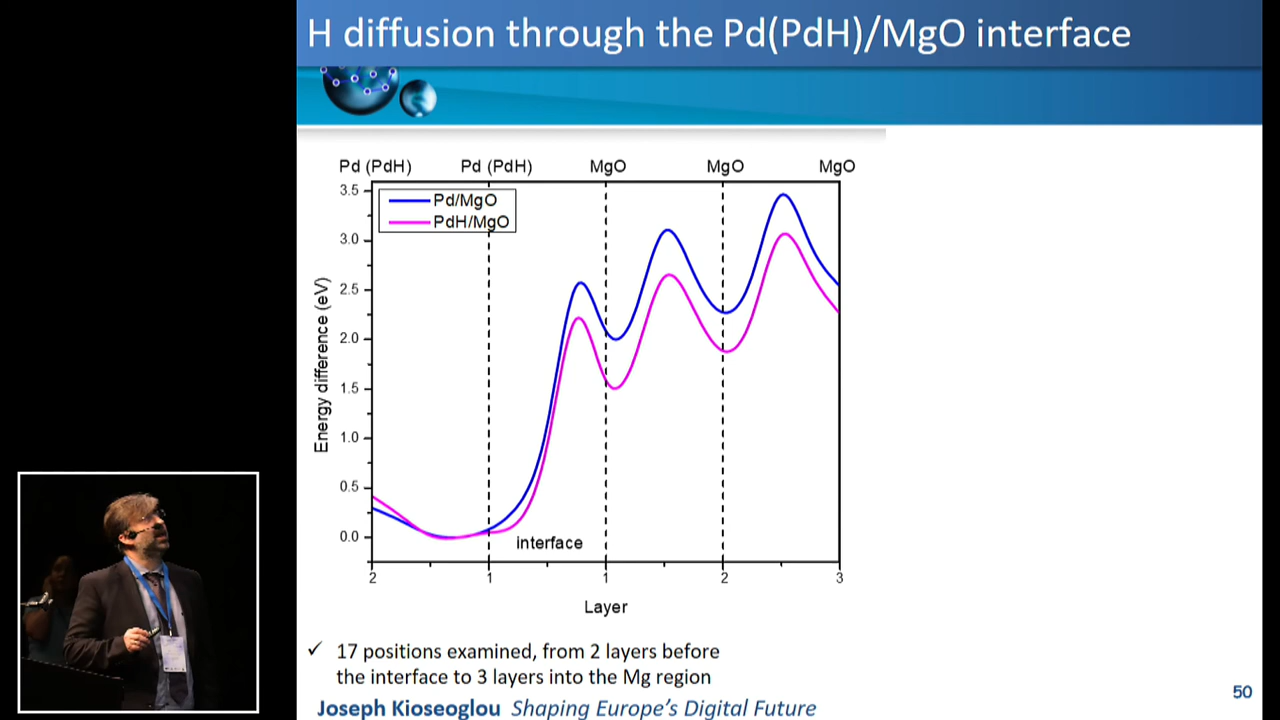 H diffusion through the Pd(PdH)/MgO interface
Pd (PdH) Pd (PdH) MgO MgO MgO
3.5
3.0
2.5
2.0
1.5
1.0
0.5
0.0
Pd/MgO
PdH/MgO
Energy difference (eV)
interface
2 1 1 2 3
Layer
✓ 17 positions examined, from 2 layers before
the interface to 3 layers into the Mg region
Joseph Kioseoglou Shaping Europe's Digital Future
50